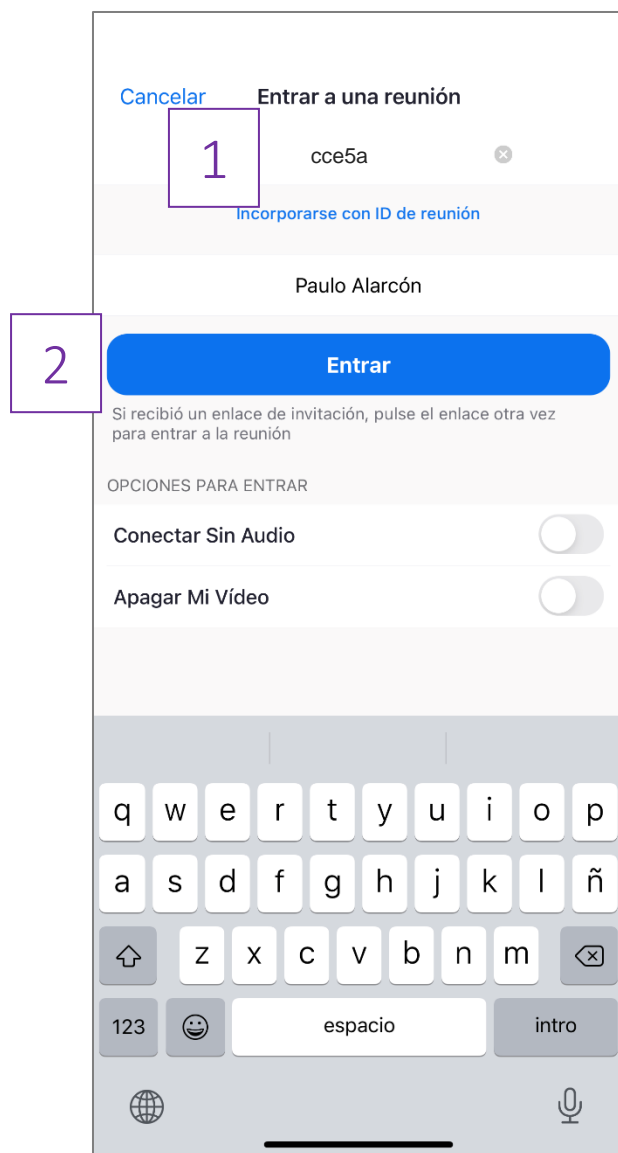 Cancelar Entrar a una reunión
1 cce5a
Incorporarse con ID de reunión
Paulo Alarcón
2 Entrar
Si recibió un enlace de invitación, pulse el enlace otra vez
para entrar a la reunión
OPCIONES PARA ENTRAR
Conectar Sin Audio
Apagar Mi Vídeo
q w e r t y u i o p
a s d f g h j k l ñ
z x c v b n m
123 espacio intro